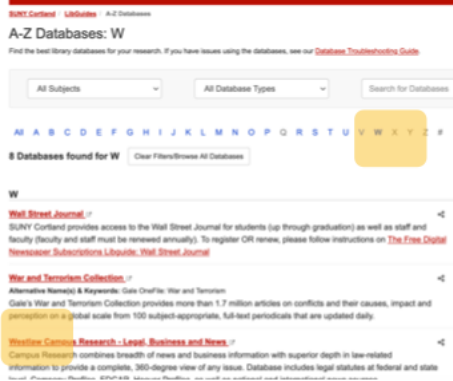 SUNY Cortland / LibGuides / A-Z Databases
A-Z Databases: W
Find the best library databases for your research. If you have issues using the databases, see our Database Troubleshooting Guide.
All Subjects
All Database Types
Search for Databases
All A B C D E F G H I J K L M N O P Q R S T U V W X Y Z #
8 Databases found for W
Clear Filters/Browse All Databases
W
Wall Street Journal
SUNY Cortland provides access to the Wall Street Journal for students (up through graduation) as well as staff and
faculty (faculty and staff must be renewed annually). To register OR renew, please follow instructions on The Free Digital
Newspaper Subscriptions Libguide: Wall Street Journal
War and Terrorism Collection
Alternative Name(s) & Keywords: Gale OneFile: War and Terrorism
Gale's War and Terrorism Collection provides more than 1.7 million articles on conflicts and their causes, impact and
perception on a global scale from 100 subject-appropriate, full-text periodicals that are updated daily.
Westlaw Campus Research - Legal, Business and News
Campus Research combines breadth of news and business information with superior depth in law-related
information to provide a complete, 360-degree view of any issue. Database includes legal statutes at federal and state